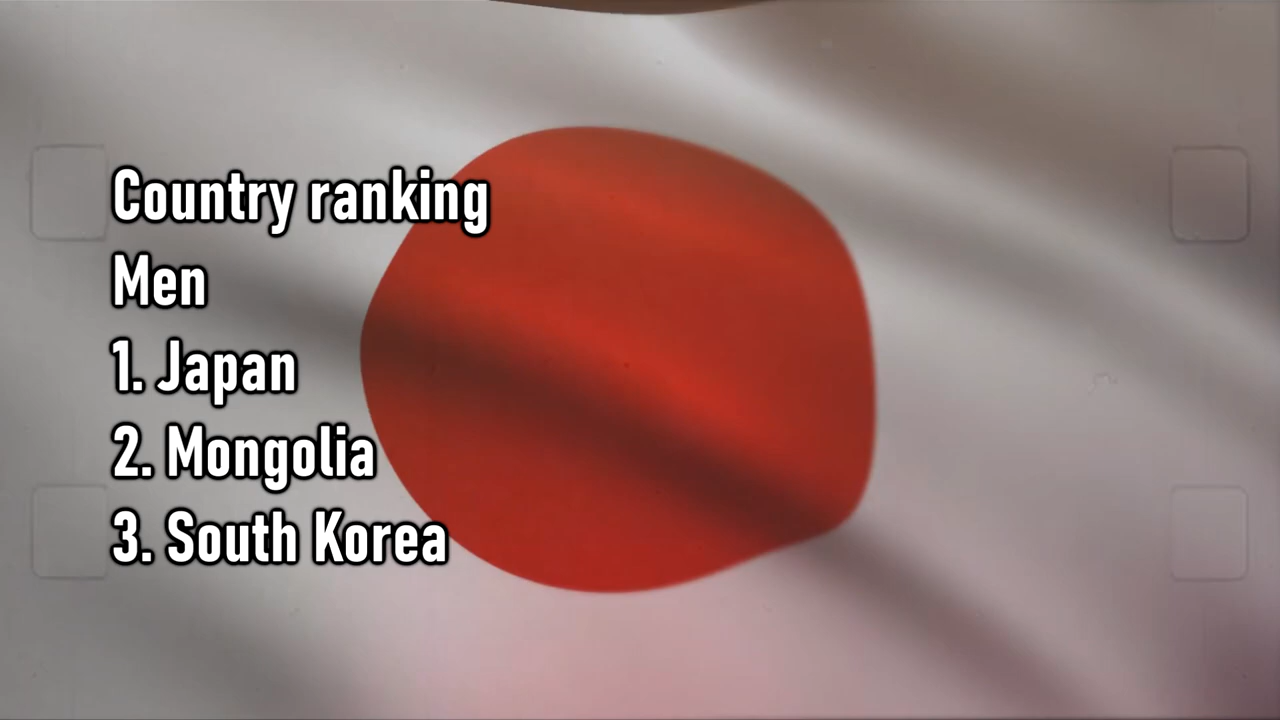 Country ranking
Men
1. Japan
2. Mongolia
3. South Korea